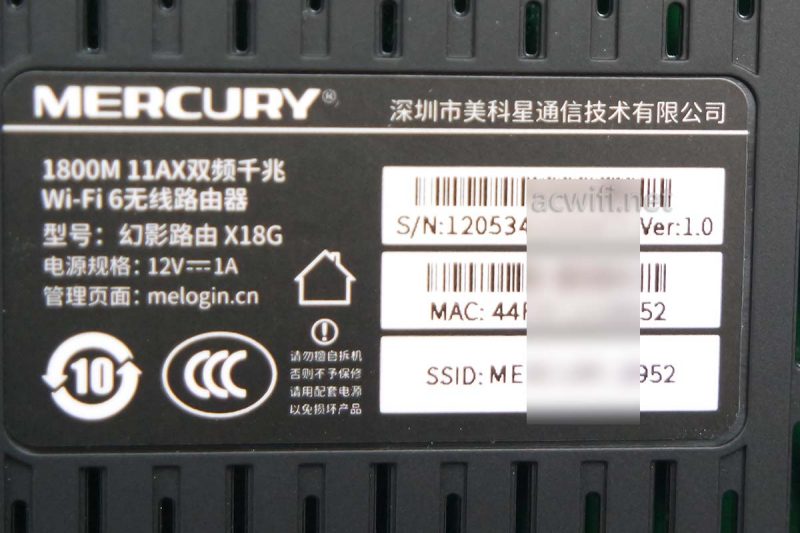 MERCURY®
深圳市美科星通信技术有限公司
1800M 11AX双频千兆
Wi-Fi 6无线路由器
型号：幻影路由 X18G
电源规格：12V⎓1A
管理页面：melogin.cn
10
CCC
请勿擅自拆机
否则不予保修
请用配套电源
以免损坏产品
acwifi.net
S/N:120534 Ver:1.0
MAC: 44 52
SSID: ME 952